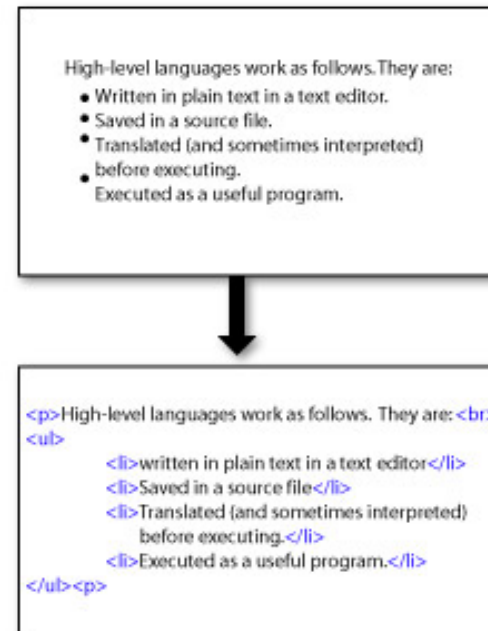 High-level languages work as follows.They are:
• Written in plain text in a text editor.
• Saved in a source file.
• Translated (and sometimes interpreted)
• before executing.
Executed as a useful program.
<p>High-level languages work as follows. They are: <br>
<ul>
<li>written in plain text in a text editor</li>
<li>Saved in a source file</li>
<li>Translated (and sometimes interpreted)
before executing.</li>
<li>Executed as a useful program.</li>
</ul><p>